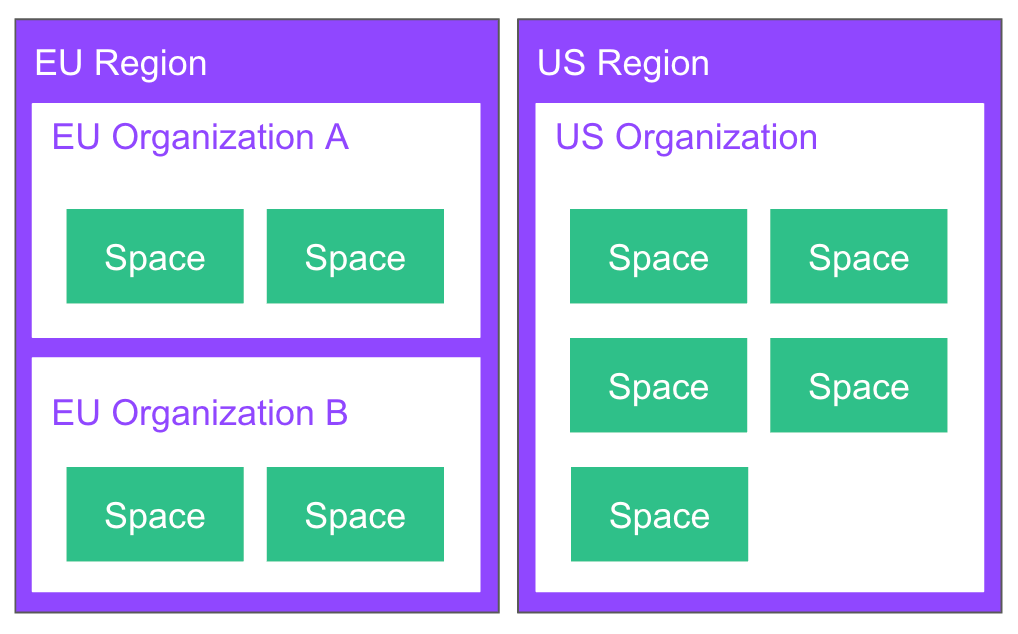 EU Region
EU Organization A
Space Space
EU Organization B
Space Space
US Region
US Organization
Space Space
Space Space
Space